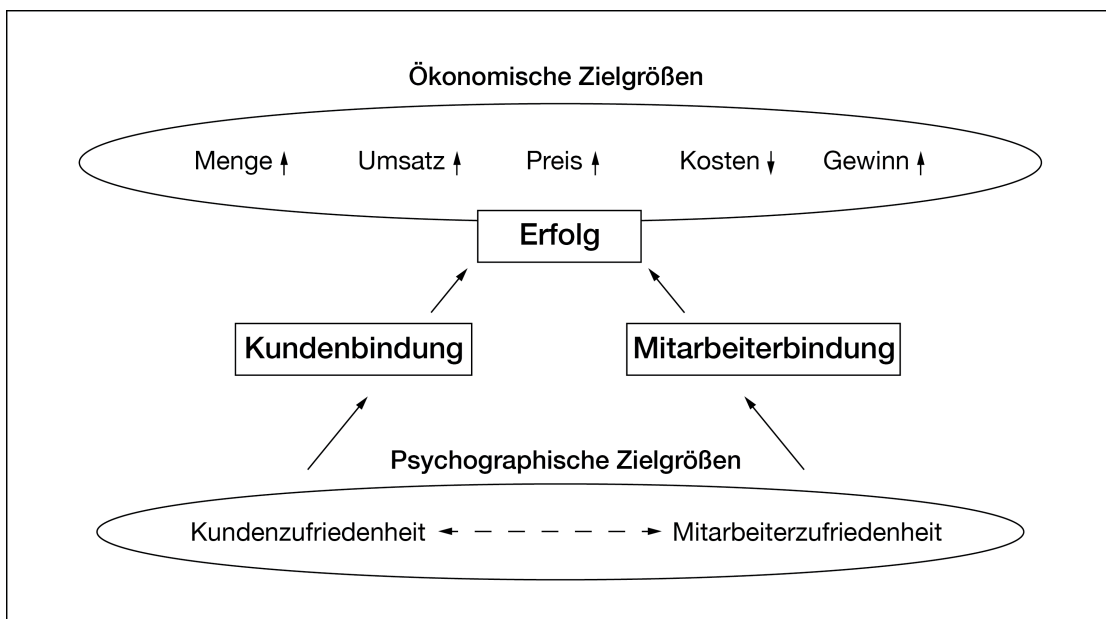 Ökonomische Zielgrößen
Menge Umsatz Preis Kosten Gewinn
Erfolg
Kundenbindung Mitarbeiterbindung
Psychographische Zielgrößen
Kundenzufriedenheit Mitarbeiterzufriedenheit